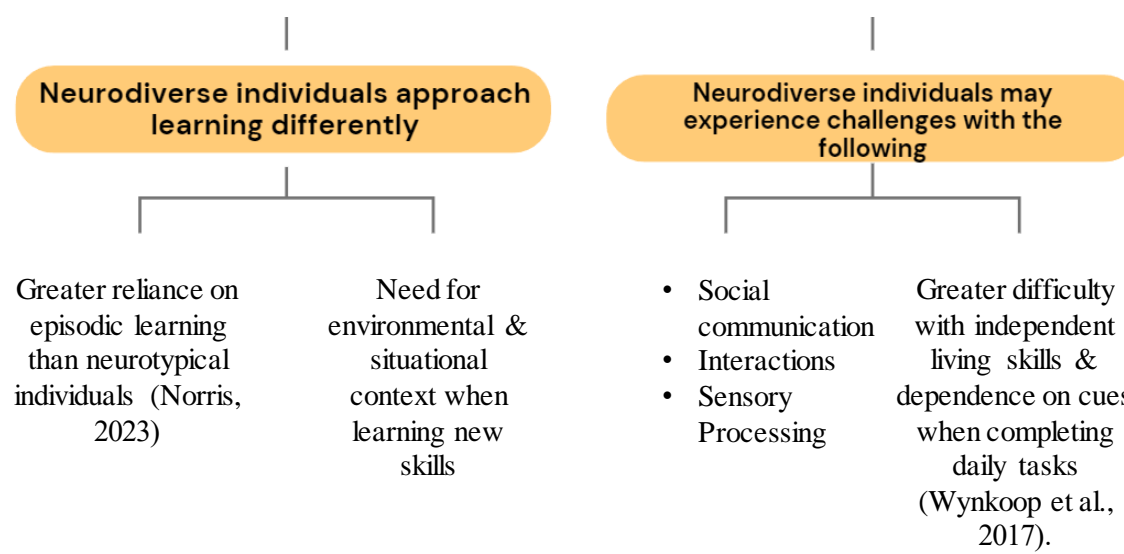 Neurodiverse individuals approach
learning differently
Greater reliance on
episodic learning
than neurotypical
individuals (Norris,
2023)
Need for
environmental &
situational
context when
learning new
skills
Neurodiverse individuals may
experience challenges with the
following
• Social
communication
• Interactions
• Sensory
Processing
Greater difficulty
with independent
living skills &
dependence on cues
when completing
daily tasks
(Wynkoop et al.,
2017).